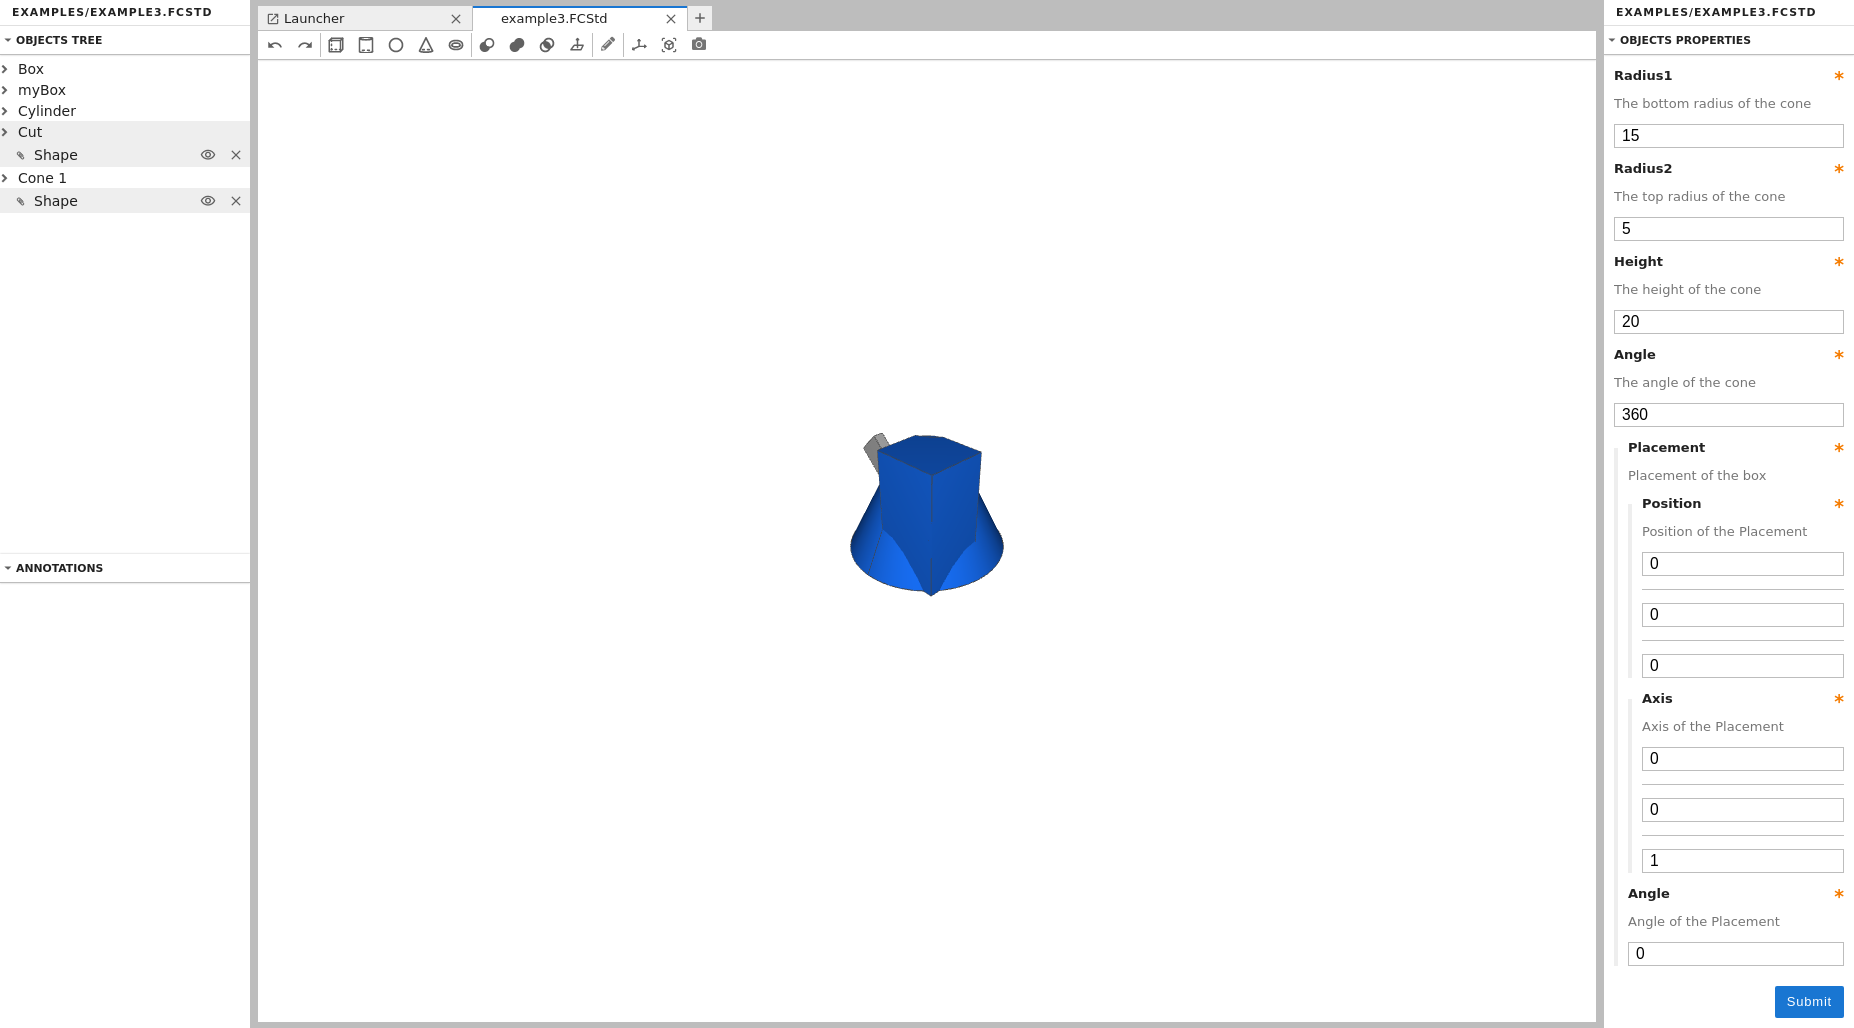 EXAMPLES/EXAMPLE3.FCSTD
OBJECTS TREE
Box
myBox
Cylinder
Cut
Shape
Cone 1
Shape
ANNOTATIONS
Launcher
example3.FCStd
EXAMPLES/EXAMPLE3.FCSTD
OBJECTS PROPERTIES
Radius1 *
The bottom radius of the cone
15
Radius2 *
The top radius of the cone
5
Height *
The height of the cone
20
Angle *
The angle of the cone
360
Placement *
Placement of the box
Position *
Position of the Placement
0
0
0
Axis *
Axis of the Placement
0
0
1
Angle *
Angle of the Placement
0
Submit